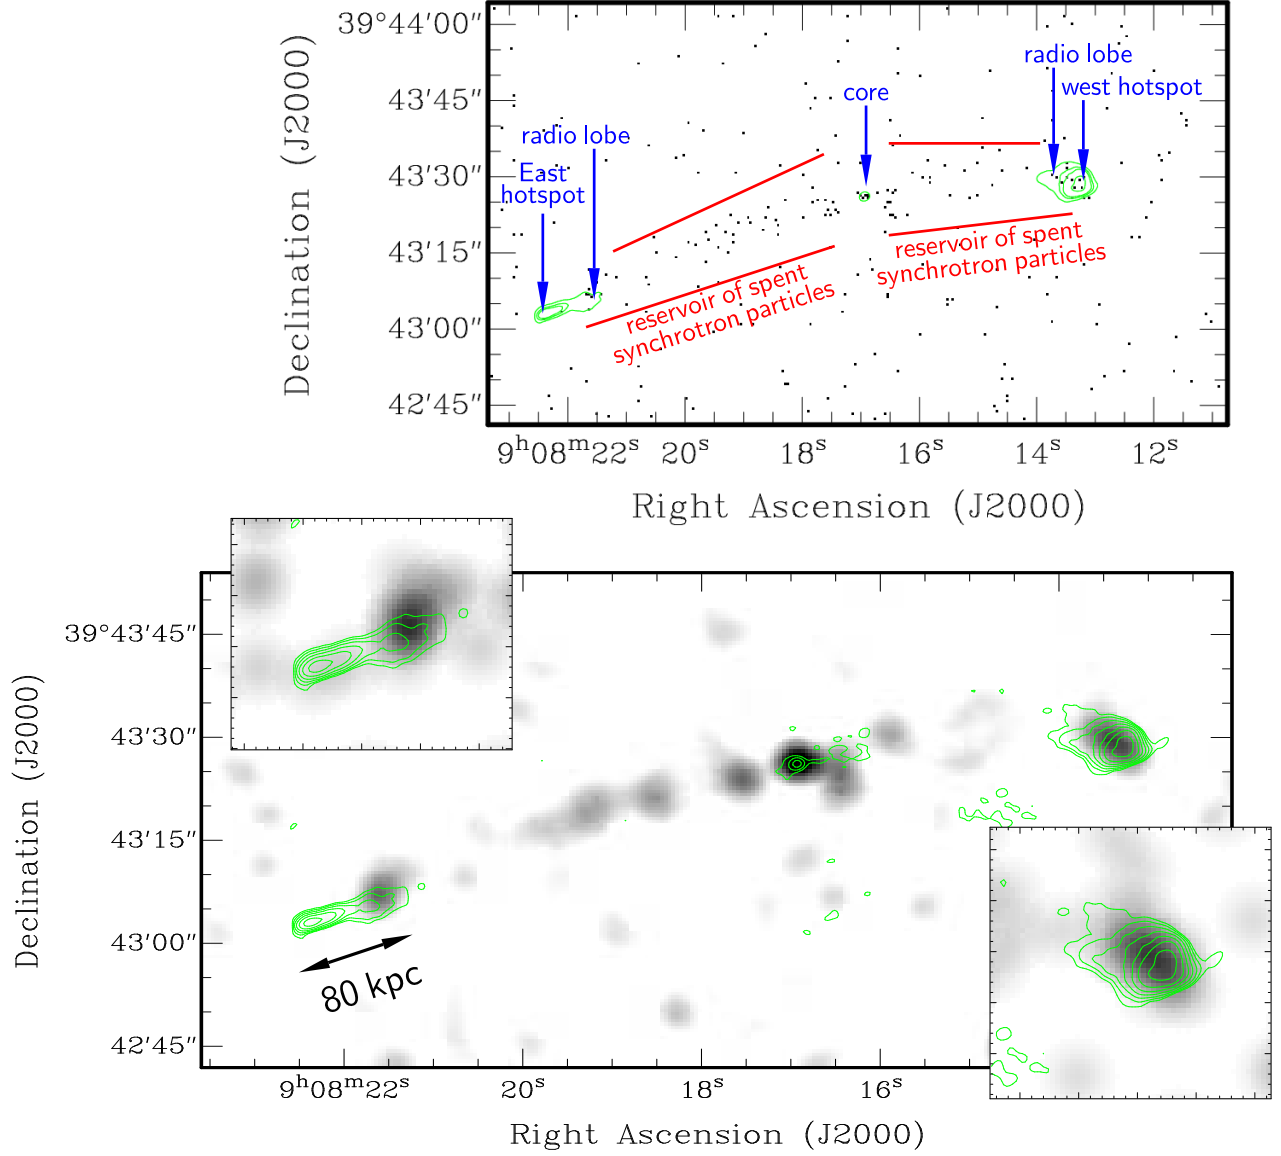 39°44′00″
43′45″
43′30″
43′15″
43′00″
42′45″
Declination (J2000)
radio lobe
west hotspot
core
radio lobe
East
hotspot
reservoir of spent
synchrotron particles
reservoir of spent
synchrotron particles
9ʰ08ᵐ22ˢ 20ˢ 18ˢ 16ˢ 14ˢ 12ˢ
Right Ascension (J2000)
39°43′45″
43′30″
43′15″
43′00″
42′45″
Declination (J2000)
80 kpc
9ʰ08ᵐ22ˢ 20ˢ 18ˢ 16ˢ
Right Ascension (J2000)